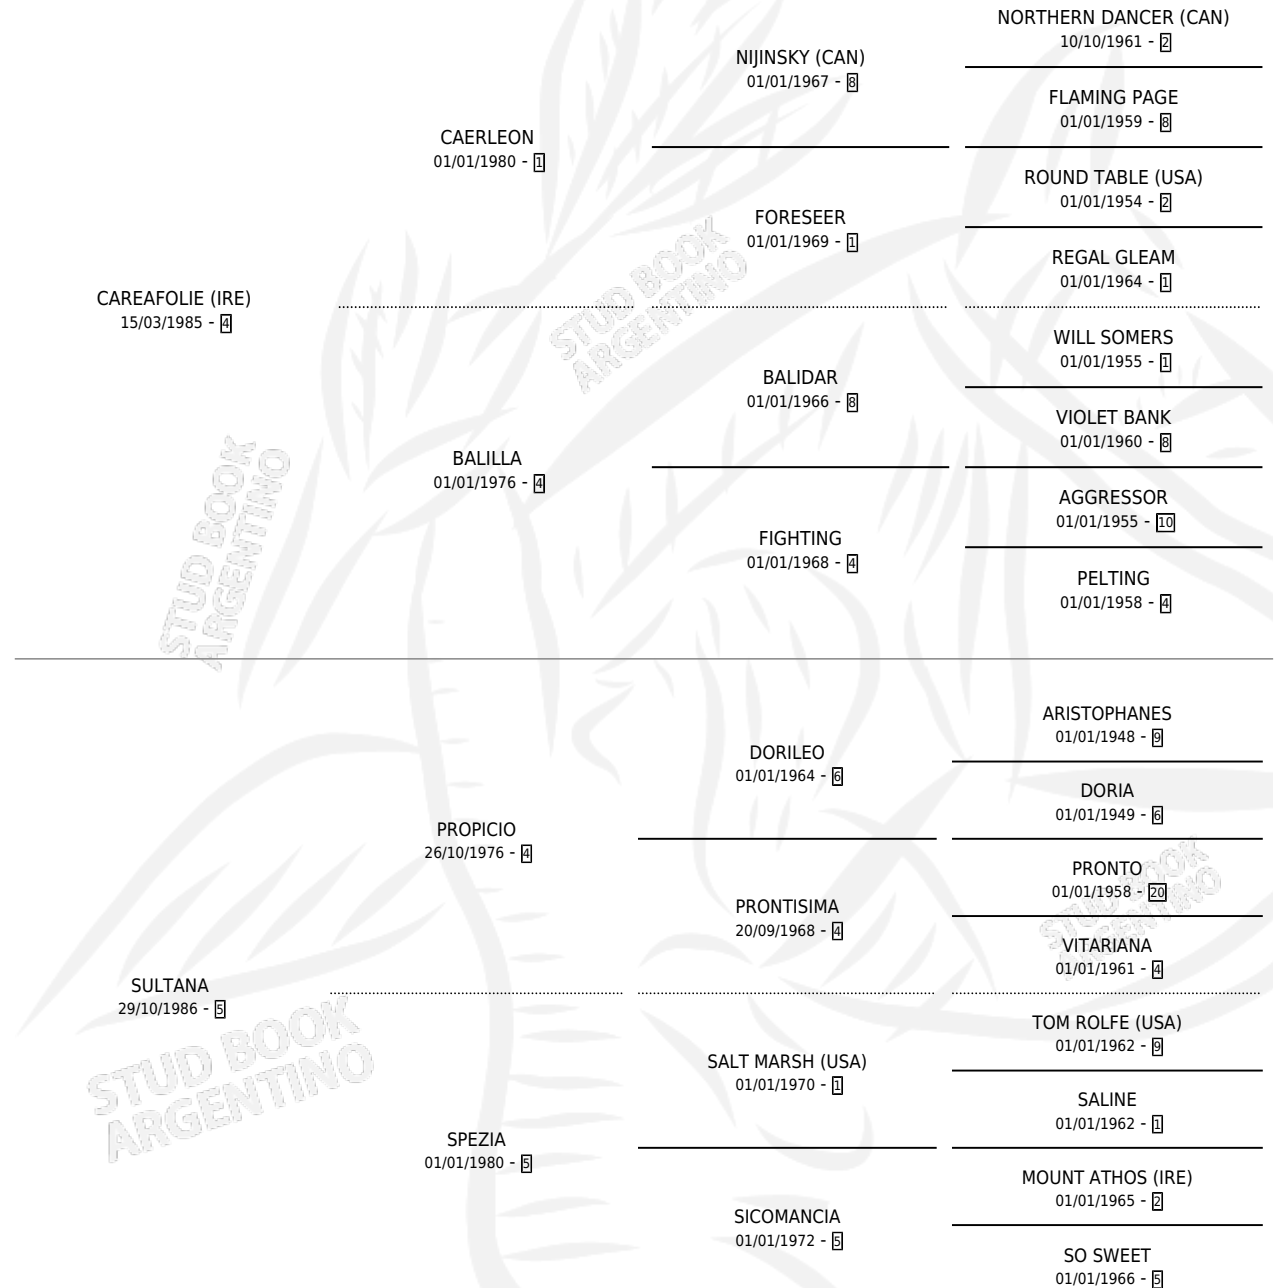 NORTHERN DANCER (CAN)
10/10/1961 - 2
NIJINSKY (CAN)
01/01/1967 - 8
FLAMING PAGE
01/01/1959 - 8
CAERLEON
01/01/1980 - 1
ROUND TABLE (USA)
01/01/1954 - 2
FORESEER
01/01/1969 - 1
REGAL GLEAM
01/01/1964 - 1
CAREAFOLIE (IRE)
15/03/1985 - 4
WILL SOMERS
01/01/1955 - 1
BALIDAR
01/01/1966 - 8
VIOLET BANK
01/01/1960 - 8
BALILLA
01/01/1976 - 4
AGGRESSOR
01/01/1955 - 10
FIGHTING
01/01/1968 - 4
PELTING
01/01/1958 - 4
ARISTOPHANES
01/01/1948 - 9
DORILEO
01/01/1964 - 6
DORIA
01/01/1949 - 6
PROPICIO
26/10/1976 - 4
PRONTO
01/01/1958 - 20
PRONTISIMA
20/09/1968 - 4
VITARIANA
01/01/1961 - 4
SULTANA
29/10/1986 - 5
TOM ROLFE (USA)
01/01/1962 - 9
SALT MARSH (USA)
01/01/1970 - 1
SALINE
01/01/1962 - 1
SPEZIA
01/01/1980 - 5
MOUNT ATHOS (IRE)
01/01/1965 - 2
SICOMANCIA
01/01/1972 - 5
SO SWEET
01/01/1966 - 5
STUD BOOK
ARGENTINO
STUD BOOK
ARGENTINO
STUD BOOK
ARGENTINO
STUD BOOK
ARGENTINO